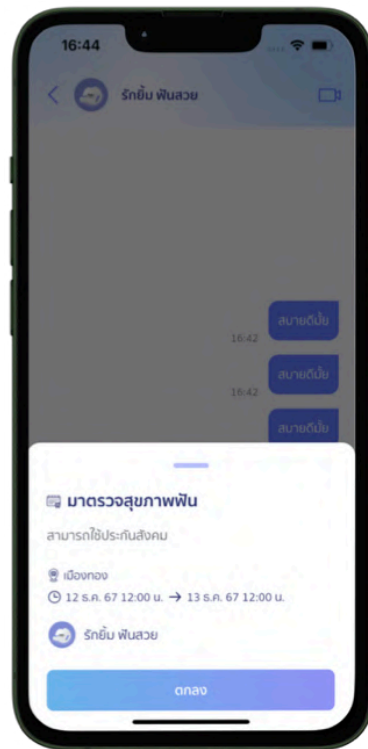 16:44
รักยิ้ม ฟันสวย
สบายดีมั้ย
16:42
สบายดีมั้ย
16:42
สบายดีมั้ย
มาตรวจสุขภาพฟัน
สามารถใช้ประกันสังคม
เมืองทอง
12 ธ.ค. 67 12:00 น. → 13 ธ.ค. 67 12:00 น.
รักยิ้ม ฟันสวย
ตกลง